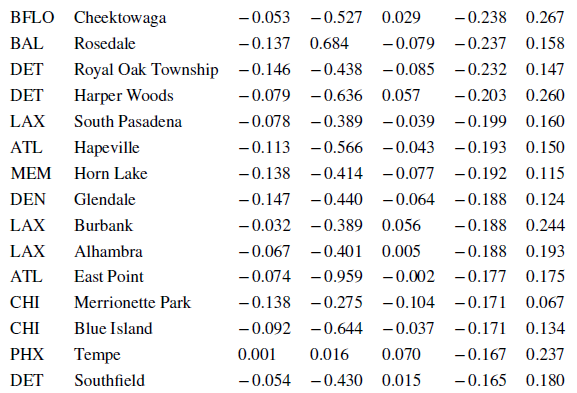 BFLO Cheektowaga −0.053 −0.527 0.029 −0.238 0.267
BAL Rosedale −0.137 0.684 −0.079 −0.237 0.158
DET Royal Oak Township −0.146 −0.438 −0.085 −0.232 0.147
DET Harper Woods −0.079 −0.636 0.057 −0.203 0.260
LAX South Pasadena −0.078 −0.389 −0.039 −0.199 0.160
ATL Hapeville −0.113 −0.566 −0.043 −0.193 0.150
MEM Horn Lake −0.138 −0.414 −0.077 −0.192 0.115
DEN Glendale −0.147 −0.440 −0.064 −0.188 0.124
LAX Burbank −0.032 −0.389 0.056 −0.188 0.244
LAX Alhambra −0.067 −0.401 0.005 −0.188 0.193
ATL East Point −0.074 −0.959 −0.002 −0.177 0.175
CHI Merrionette Park −0.138 −0.275 −0.104 −0.171 0.067
CHI Blue Island −0.092 −0.644 −0.037 −0.171 0.134
PHX Tempe 0.001 0.016 0.070 −0.167 0.237
DET Southfield −0.054 −0.430 0.015 −0.165 0.180